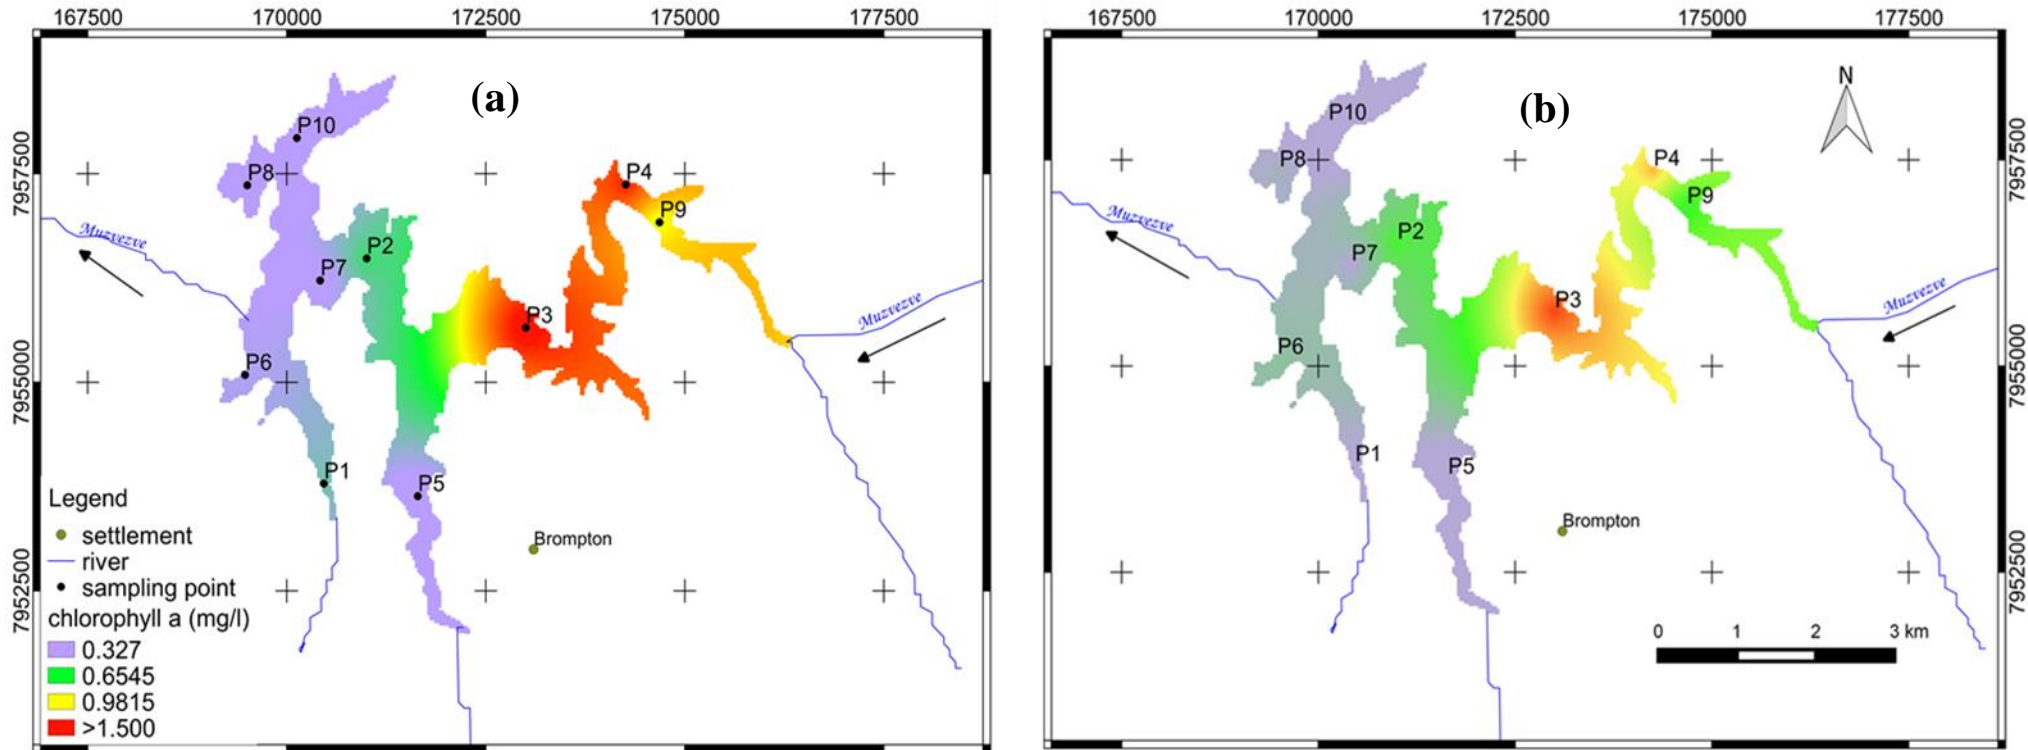 167500 170000 172500 175000 177500
(a)
P10
P8
P4
P9
P2
P7
P3
P6
P1
P5
Muzvezve
Muzvezve
Brompton
7957500
7955000
7952500
Legend
settlement
river
sampling point
chlorophyll a (mg/l)
0.327
0.6545
0.9815
>1.500
167500 170000 172500 175000 177500
(b)
N
P10
P8
P4
P9
P2
P7
P3
P6
P1
P5
Muzvezve
Muzvezve
Brompton
7957500
7955000
7952500
0 1 2 3 km